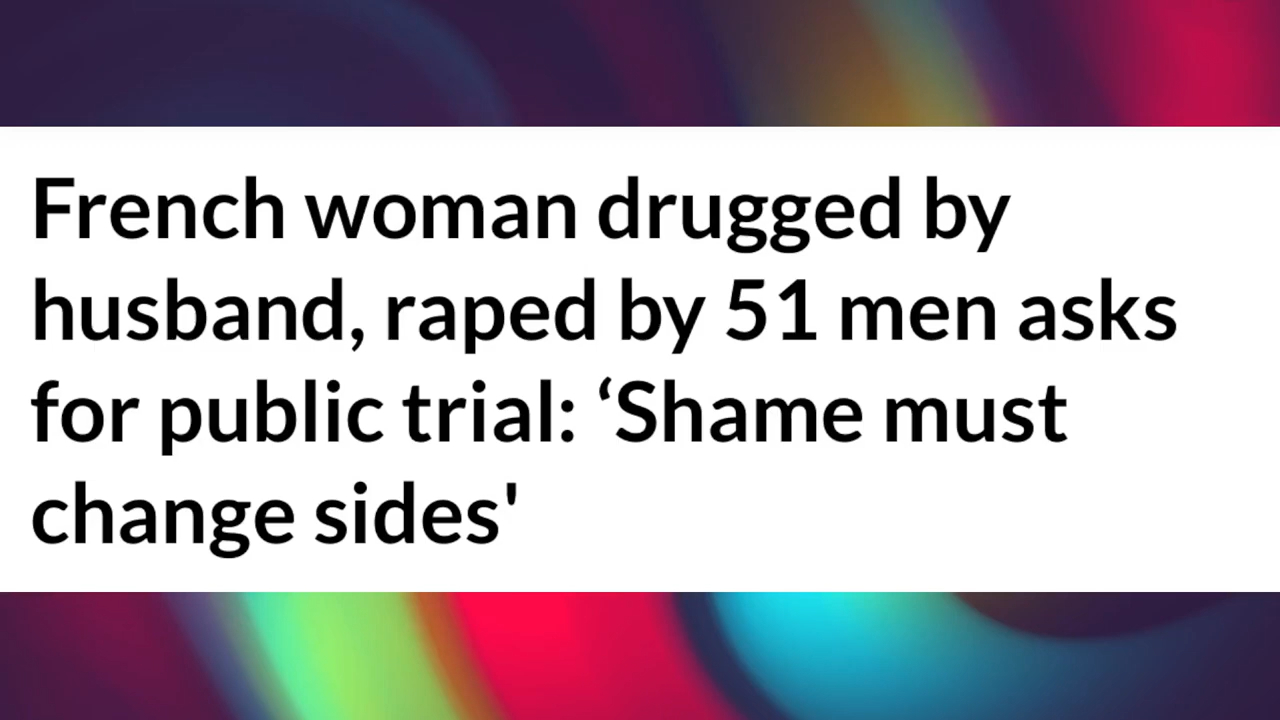 French woman drugged by
husband, raped by 51 men asks
for public trial: ‘Shame must
change sides'